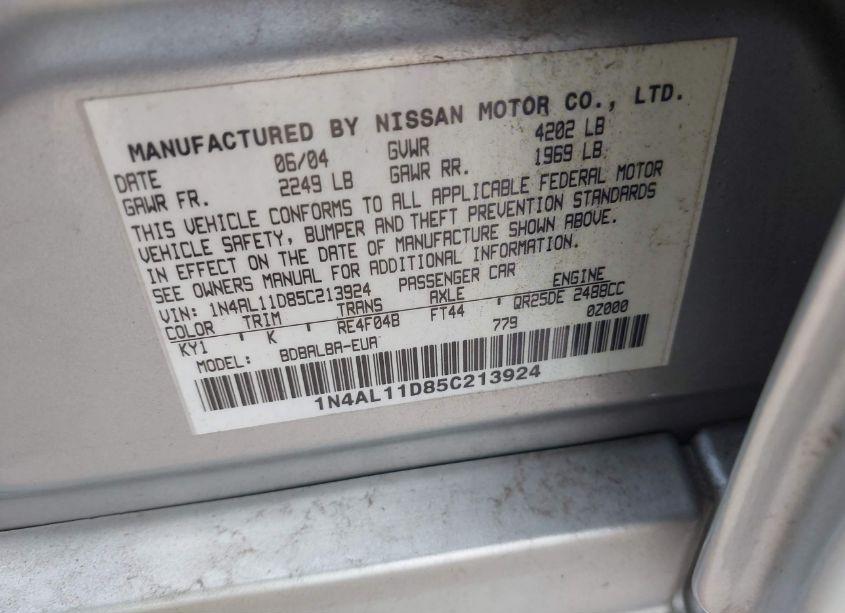 MANUFACTURED BY NISSAN MOTOR CO., LTD.
DATE 06/04 GVWR 4202 LB
GAWR FR. 2249 LB GAWR RR. 1969 LB
THIS VEHICLE CONFORMS TO ALL APPLICABLE FEDERAL MOTOR
VEHICLE SAFETY, BUMPER AND THEFT PREVENTION STANDARDS
IN EFFECT ON THE DATE OF MANUFACTURE SHOWN ABOVE.
SEE OWNERS MANUAL FOR ADDITIONAL INFORMATION.
VIN: 1N4AL11D85C213924 PASSENGER CAR
COLOR TRIM TRANS AXLE ENGINE
KY1 K RE4F04B FT44 QR25DE 2488CC
MODEL: BDBALBA-EUA 779 0Z000
1N4AL11D85C213924